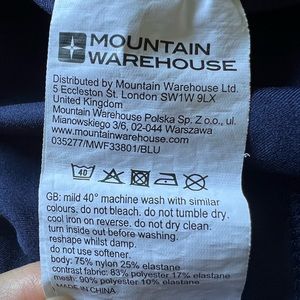 MOUNTAIN
WAREHOUSE
Distributed by Mountain Warehouse Ltd.
5 Eccleston St. London SW1W 9LX
United Kingdom
Mountain Warehouse Polska Sp. Z o.o, ul.
Mianowskiego 3/6, 02-044 Warszawa
www.mountainwarehouse.com
035277/MWF33801/BLU
40
GB: mild 40° machine wash with similar
colours. do not bleach. do not tumble dry.
cool iron on reverse. do not dry clean.
turn inside out before washing.
reshape whilst damp.
do not use softener.
body: 75% nylon 25% elastane
contrast fabric: 83% polyester 17% elastane
mesh: 90% polyester 10% elastane
MADE IN CHINA